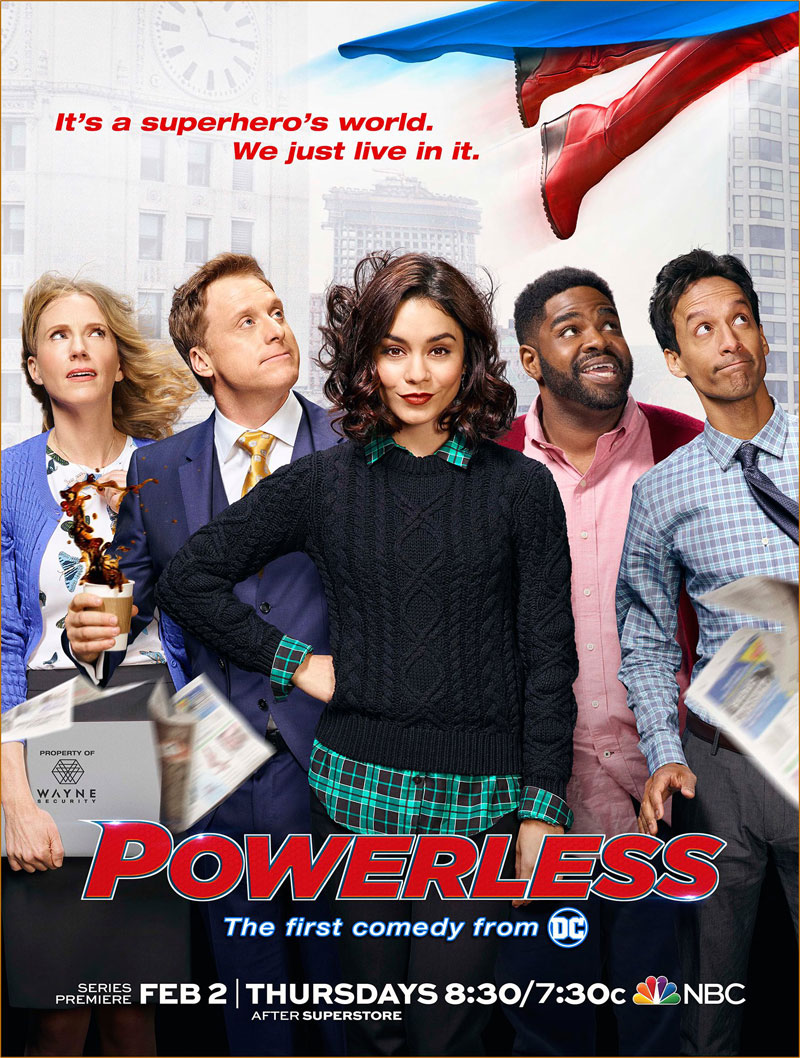 It's a superhero's world.
We just live in it.
PROPERTY OF
WAYNE
SECURITY
POWERLESS
The first comedy from DC
SERIES PREMIERE FEB 2 | THURSDAYS 8:30/7:30c NBC
AFTER SUPERSTORE